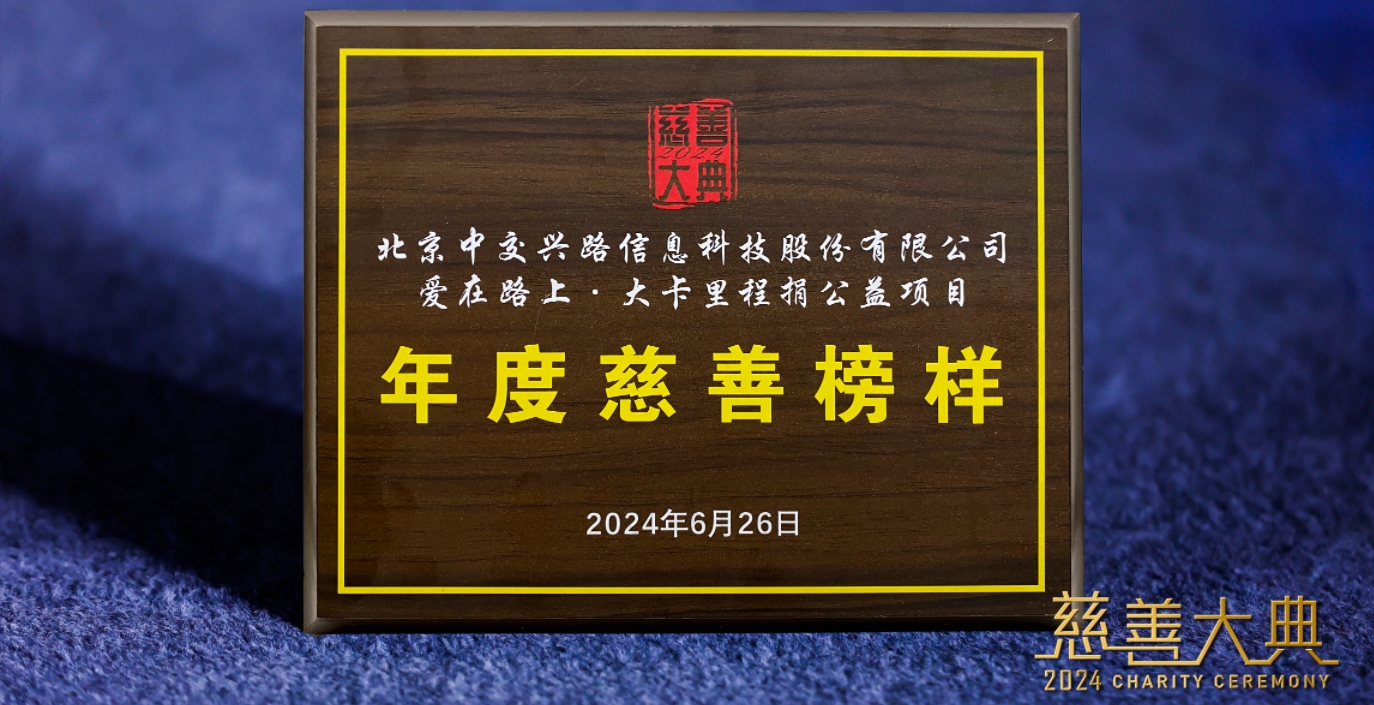 慈善
2024
大典
北京中交兴路信息科技股份有限公司
爱在路上·大卡里程捐公益项目
年度慈善榜样
2024年6月26日
慈善大典
2024 CHARITY CEREMONY